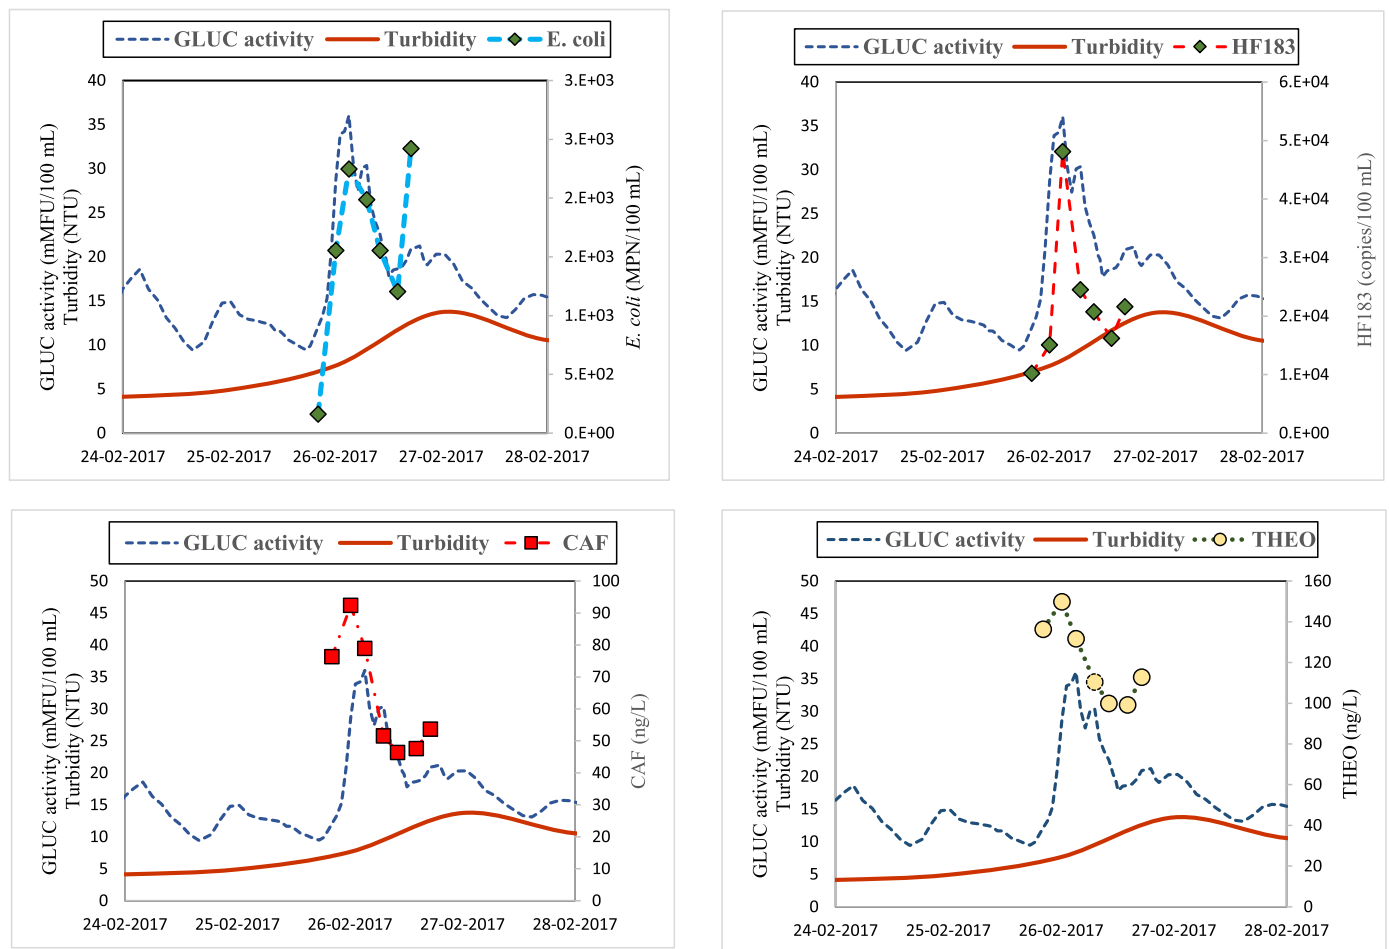 GLUC activity Turbidity E. coli
40
35
30
25
20
15
10
5
0
GLUC activity (mMFU/100 mL)
Turbidity (NTU)
3.E+03
3.E+03
2.E+03
2.E+03
1.E+03
5.E+02
0.E+00
E. coli (MPN/100 mL)
24-02-2017 25-02-2017 26-02-2017 27-02-2017 28-02-2017
GLUC activity Turbidity HF183
40
35
30
25
20
15
10
5
0
GLUC activity (mMFU/100 mL)
Turbidity (NTU)
6.E+04
5.E+04
4.E+04
3.E+04
2.E+04
1.E+04
0.E+00
HF183 (copies/100 mL)
24-02-2017 25-02-2017 26-02-2017 27-02-2017 28-02-2017
GLUC activity Turbidity CAF
50
45
40
35
30
25
20
15
10
5
0
GLUC activity (mMFU/100 mL)
Turbidity (NTU)
100
90
80
70
60
50
40
30
20
10
0
CAF (ng/L)
24-02-2017 25-02-2017 26-02-2017 27-02-2017 28-02-2017
GLUC activity Turbidity THEO
50
45
40
35
30
25
20
15
10
5
0
GLUC activity (mMFU/100 mL)
Turbidity (NTU)
160
140
120
100
80
60
40
20
0
THEO (ng/L)
24-02-2017 25-02-2017 26-02-2017 27-02-2017 28-02-2017